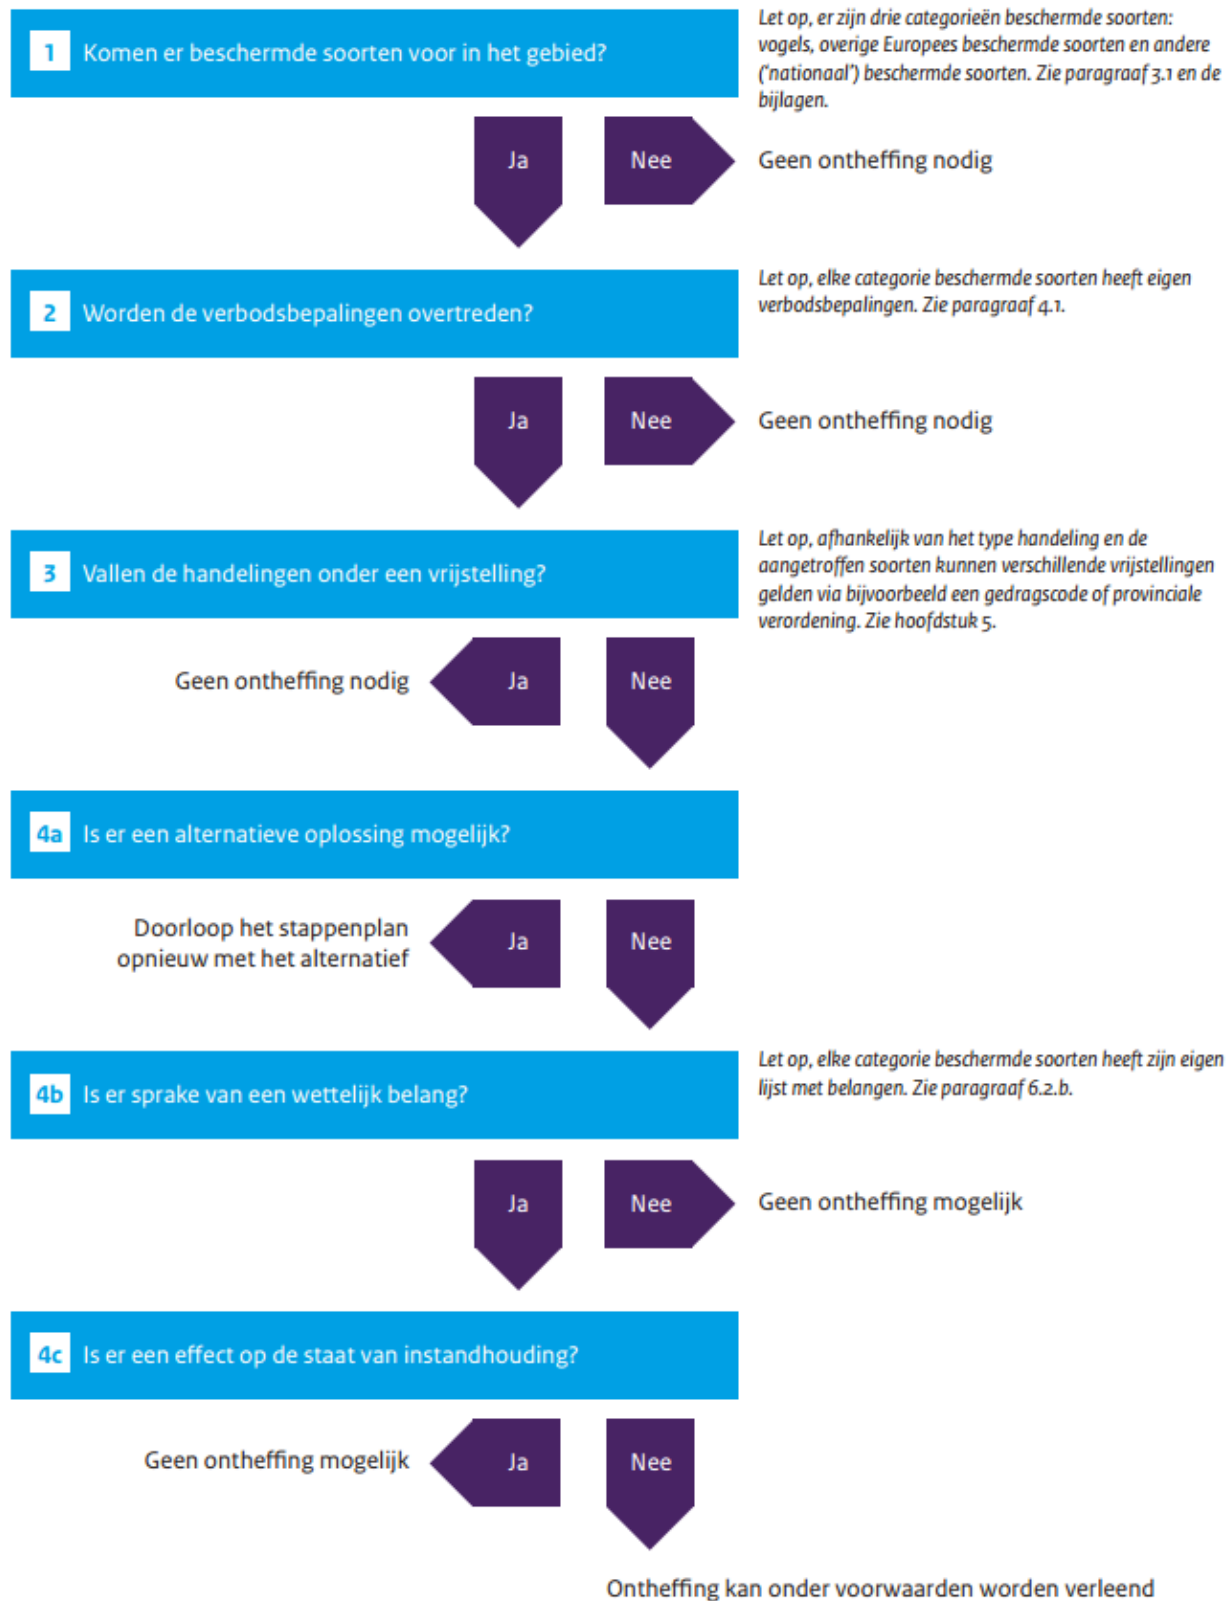 1 Komen er beschermde soorten voor in het gebied?
Let op, er zijn drie categorieën beschermde soorten:
vogels, overige Europees beschermde soorten en andere
(‘nationaal’) beschermde soorten. Zie paragraaf 3.1 en de
bijlagen.
Ja
Nee
Geen ontheffing nodig
2 Worden de verbodsbepalingen overtreden?
Let op, elke categorie beschermde soorten heeft eigen
verbodsbepalingen. Zie paragraaf 4.1.
Ja
Nee
Geen ontheffing nodig
3 Vallen de handelingen onder een vrijstelling?
Let op, afhankelijk van het type handeling en de
aangetroffen soorten kunnen verschillende vrijstellingen
gelden via bijvoorbeeld een gedragscode of provinciale
verordening. Zie hoofdstuk 5.
Geen ontheffing nodig
Ja
Nee
4a Is er een alternatieve oplossing mogelijk?
Doorloop het stappenplan
opnieuw met het alternatief
Ja
Nee
4b Is er sprake van een wettelijk belang?
Let op, elke categorie beschermde soorten heeft zijn eigen
lijst met belangen. Zie paragraaf 6.2.b.
Ja
Nee
Geen ontheffing mogelijk
4c Is er een effect op de staat van instandhouding?
Geen ontheffing mogelijk
Ja
Nee
Ontheffing kan onder voorwaarden worden verleend